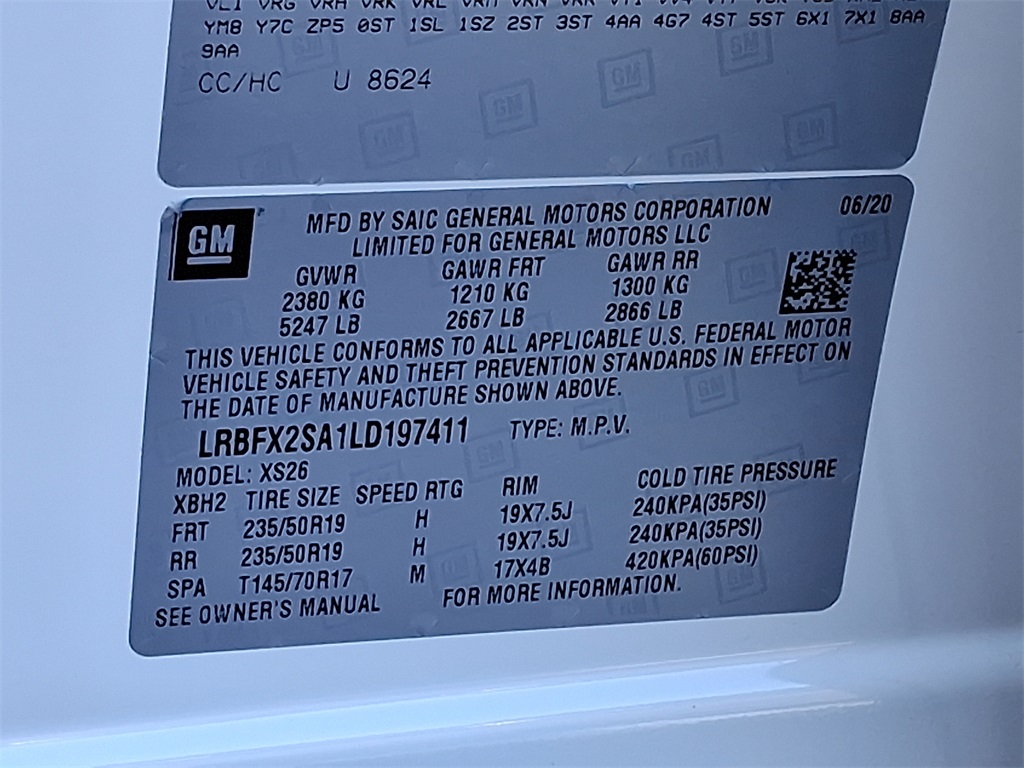 YM8 Y7C ZP5 0ST 1SL 1SZ 2ST 3ST 4AA 4G7 4ST 5ST 6X1 7X1 8AA
9AA
CC/HC U 8624
GM
MFD BY SAIC GENERAL MOTORS CORPORATION 06/20
LIMITED FOR GENERAL MOTORS LLC
GVWR GAWR FRT GAWR RR
2380 KG 1210 KG 1300 KG
5247 LB 2667 LB 2866 LB
THIS VEHICLE CONFORMS TO ALL APPLICABLE U.S. FEDERAL MOTOR
VEHICLE SAFETY AND THEFT PREVENTION STANDARDS IN EFFECT ON
THE DATE OF MANUFACTURE SHOWN ABOVE.
LRBFX2SA1LD197411 TYPE: M.P.V.
MODEL: XS26
XBH2 TIRE SIZE SPEED RTG RIM COLD TIRE PRESSURE
FRT 235/50R19 H 19X7.5J 240KPA(35PSI)
RR 235/50R19 H 19X7.5J 240KPA(35PSI)
SPA T145/70R17 M 17X4B 420KPA(60PSI)
SEE OWNER'S MANUAL FOR MORE INFORMATION.